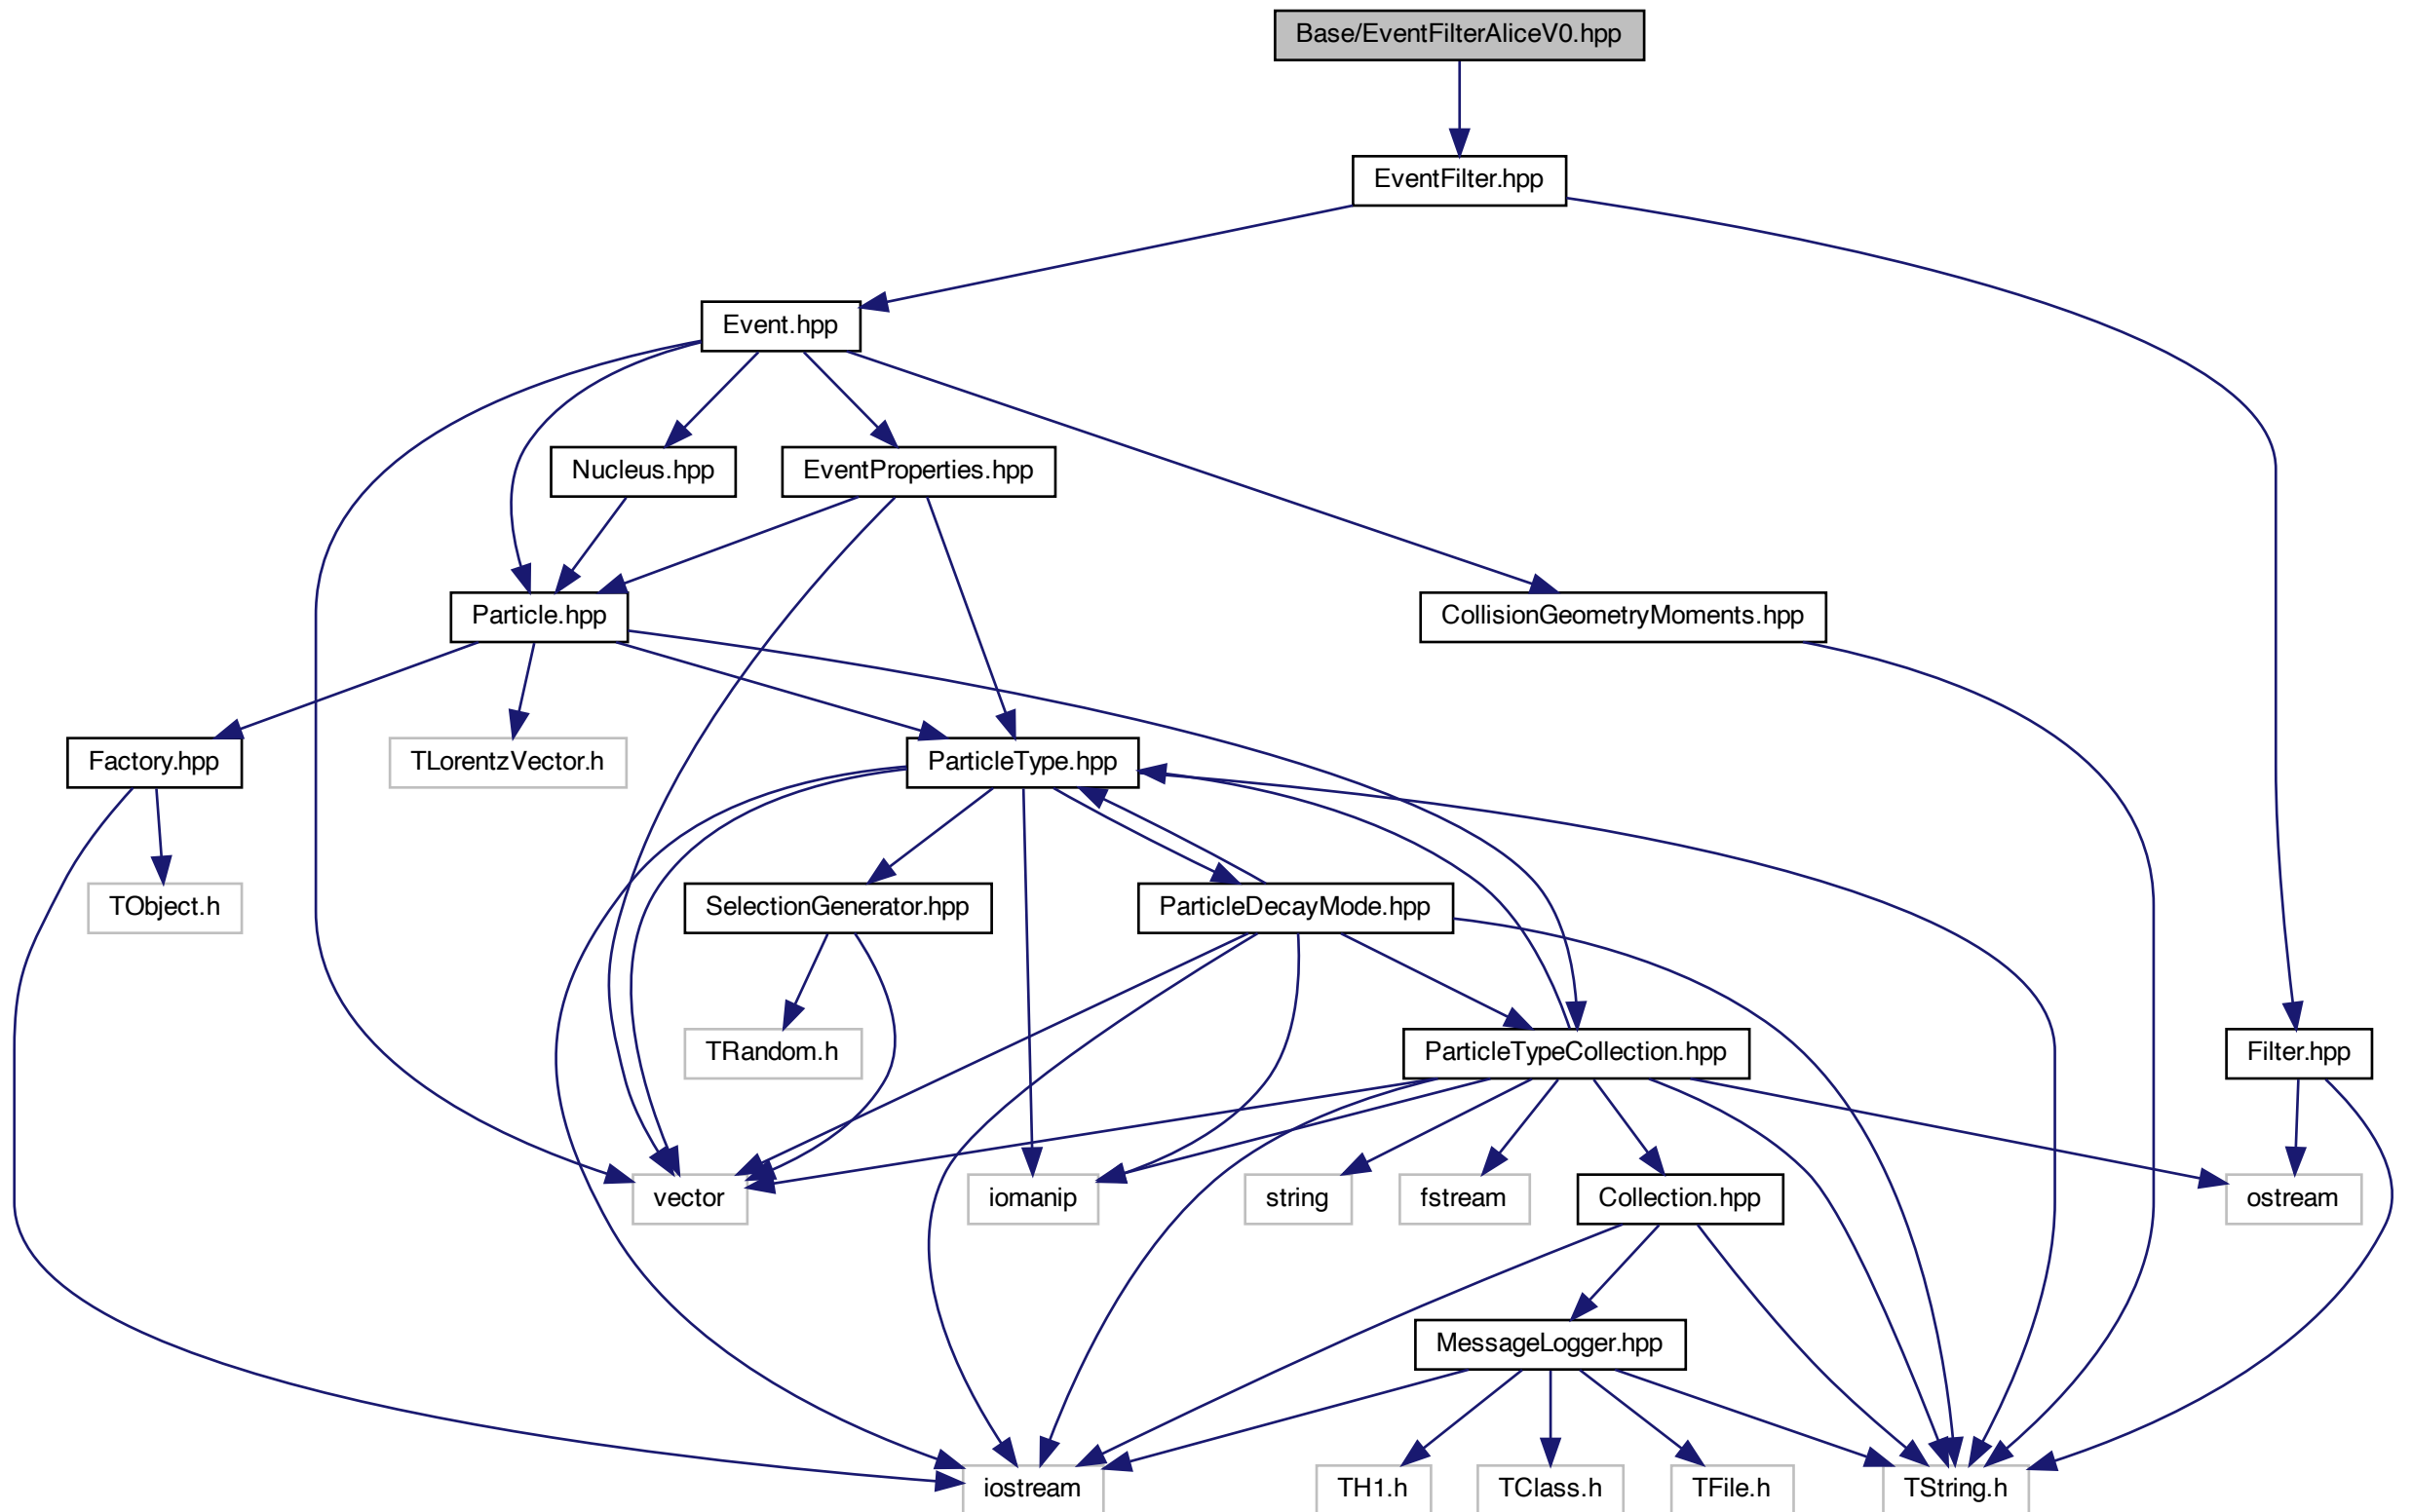 Base/EventFilterAliceV0.hpp
EventFilter.hpp
Event.hpp
Nucleus.hpp
EventProperties.hpp
Particle.hpp
CollisionGeometryMoments.hpp
Factory.hpp
TLorentzVector.h
ParticleType.hpp
TObject.h
SelectionGenerator.hpp
ParticleDecayMode.hpp
TRandom.h
ParticleTypeCollection.hpp
Filter.hpp
vector
iomanip
string
fstream
Collection.hpp
ostream
MessageLogger.hpp
iostream
TH1.h
TClass.h
TFile.h
TString.h